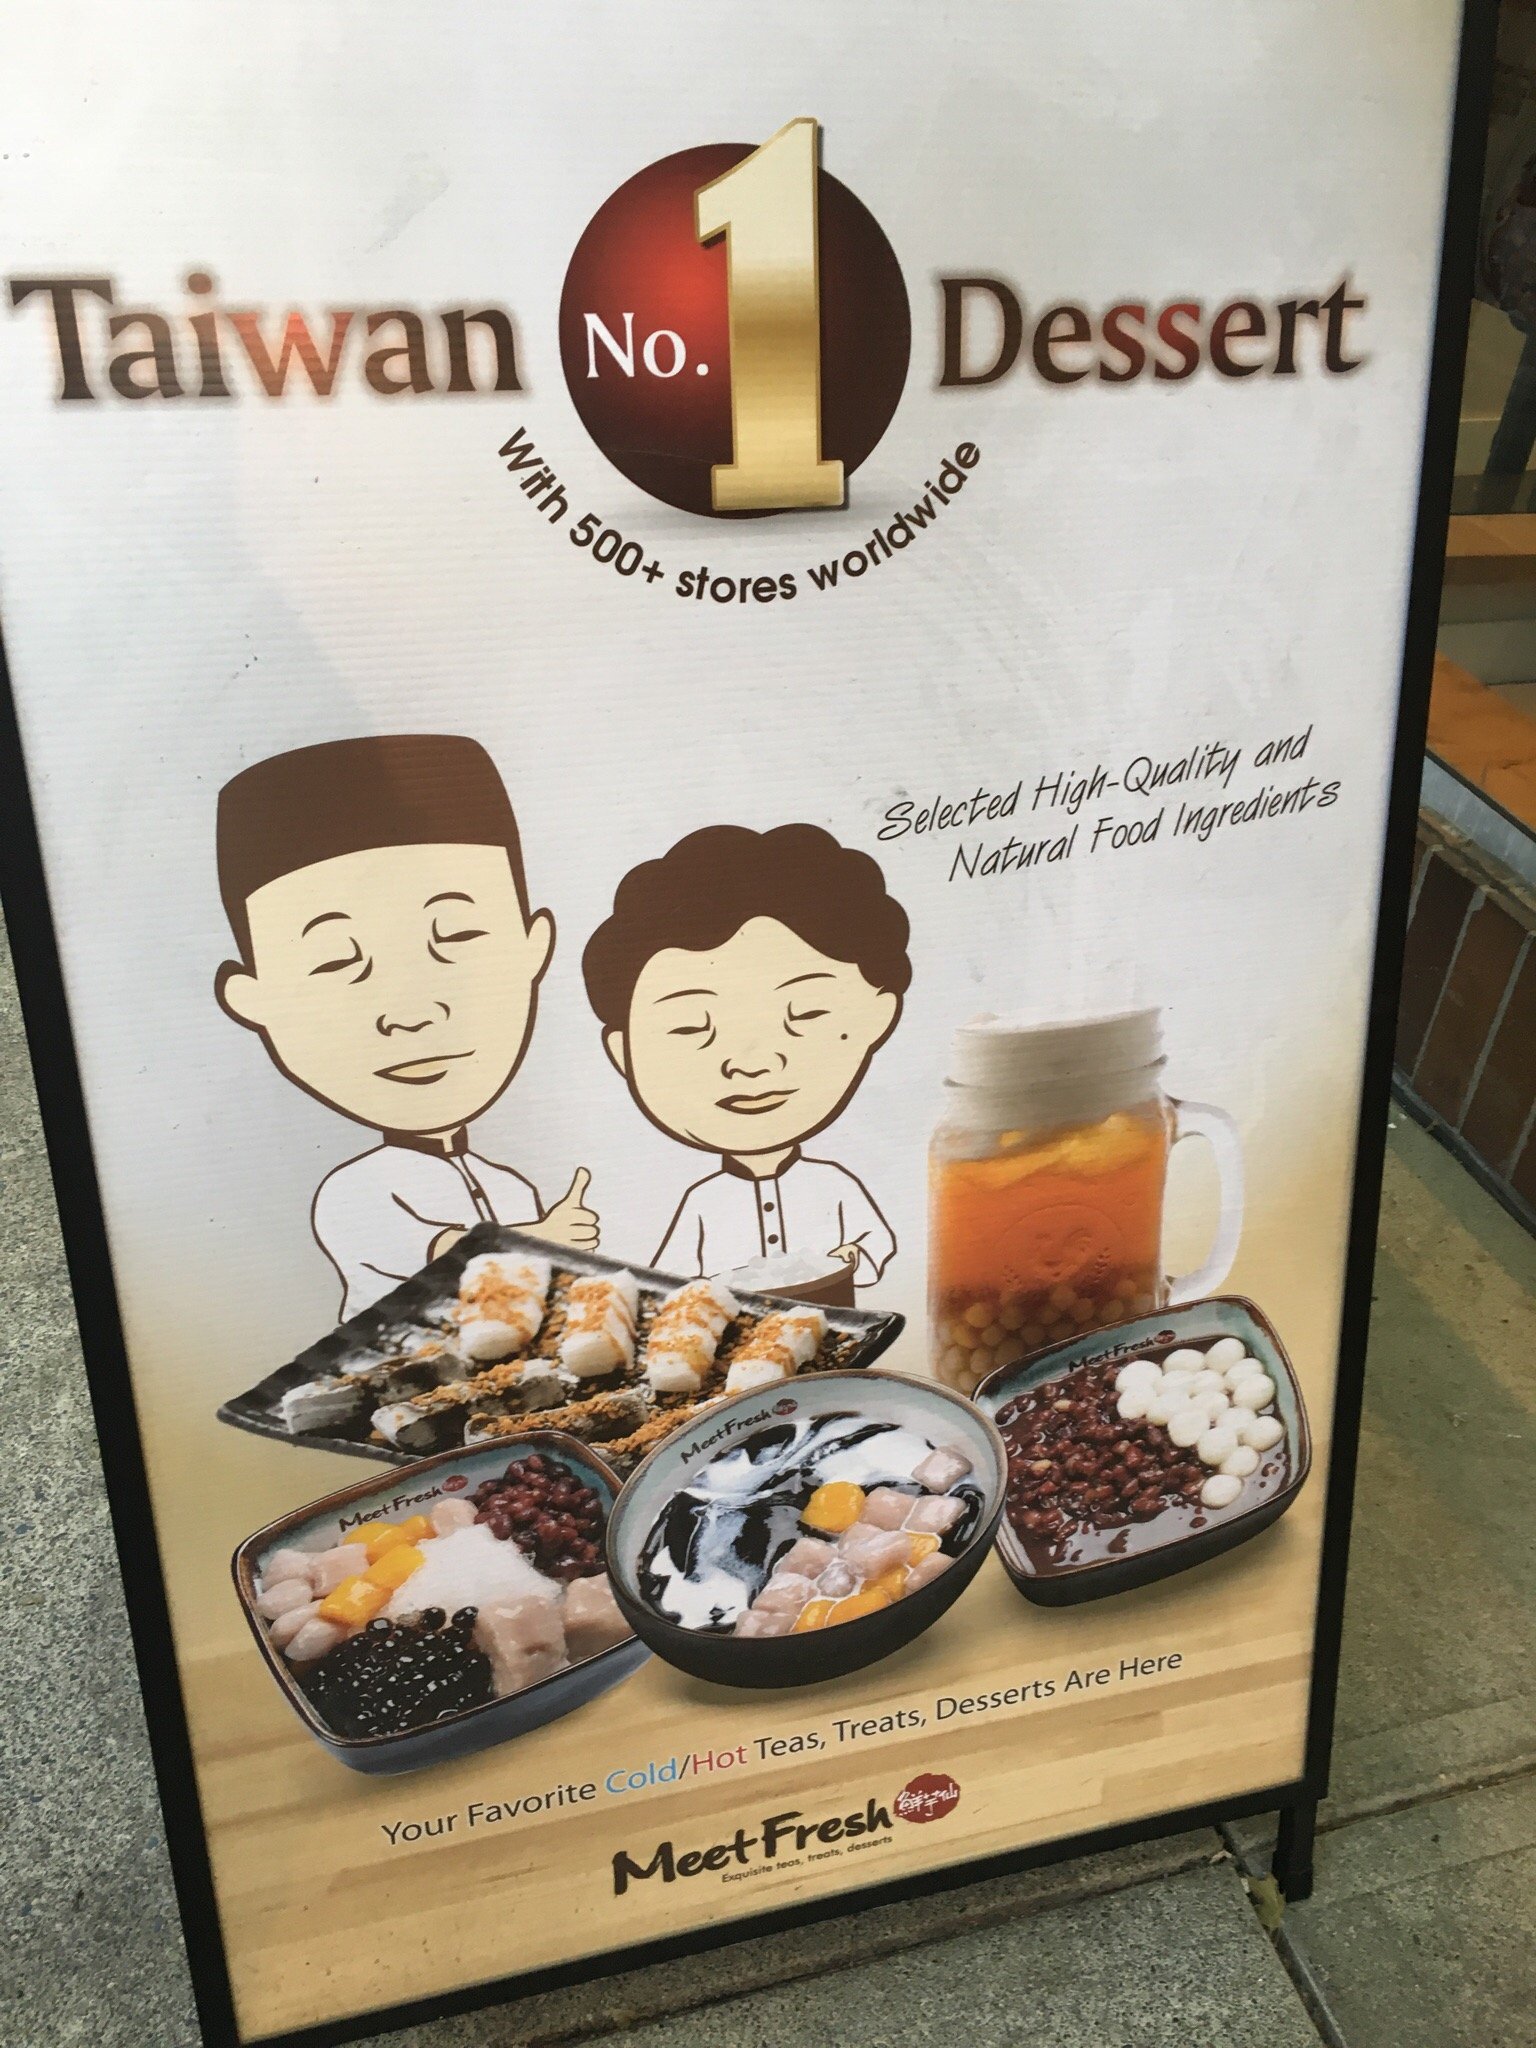 Taiwan No.1 Dessert
With 500+ stores worldwide
Selected High-Quality and
Natural Food Ingredients
MeetFresh
MeetFresh
MeetFresh
Your Favorite Cold/Hot Teas, Treats, Desserts Are Here
MeetFresh 鮮芋仙
Exquisite teas, treats, desserts